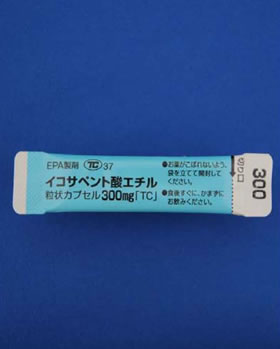 EPA製剤 TC 37
イコサペント酸エチル
粒状カプセル300mg「TC」
●お薬がこぼれないよう、
袋を立てて開封して
ください。
●食後すぐに、かまずに
お飲みください。
切り口
300